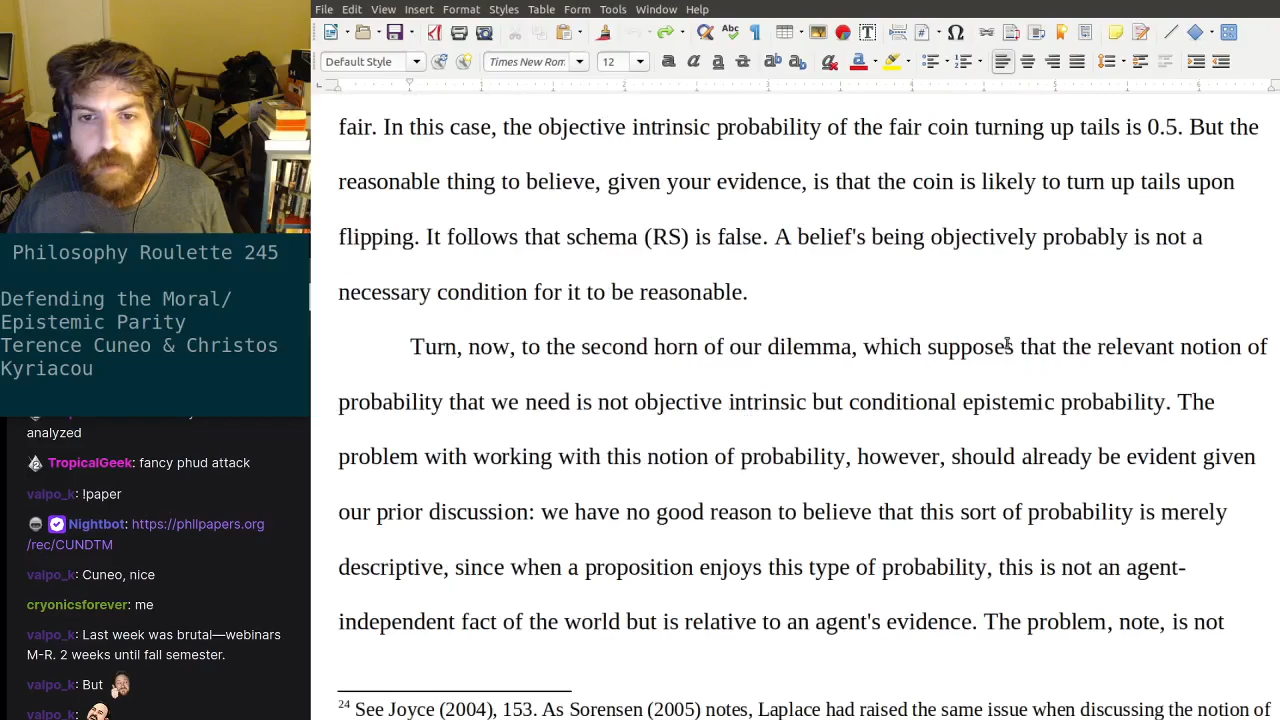 File Edit View Insert Format Styles Table Form Tools Window Help
Default Style
Times New Rom
12
fair. In this case, the objective intrinsic probability of the fair coin turning up tails is 0.5. But the
reasonable thing to believe, given your evidence, is that the coin is likely to turn up tails upon
flipping. It follows that schema (RS) is false. A belief's being objectively probably is not a
necessary condition for it to be reasonable.
Turn, now, to the second horn of our dilemma, which supposes that the relevant notion of
probability that we need is not objective intrinsic but conditional epistemic probability. The
problem with working with this notion of probability, however, should already be evident given
our prior discussion: we have no good reason to believe that this sort of probability is merely
descriptive, since when a proposition enjoys this type of probability, this is not an agent-
independent fact of the world but is relative to an agent's evidence. The problem, note, is not
24 See Joyce (2004), 153. As Sorensen (2005) notes, Laplace had raised the same issue when discussing the notion of
Philosophy Roulette 245
Defending the Moral/
Epistemic Parity
Terence Cuneo & Christos
Kyriacou
analyzed
TropicalGeek: fancy phud attack
valpo_k: !paper
Nightbot: https://philpapers.org
/rec/CUNDTM
valpo_k: Cuneo, nice
cryonicsforever: me
valpo_k: Last week was brutal—webinars
M-R. 2 weeks until fall semester.
valpo_k: But
valpo_k: